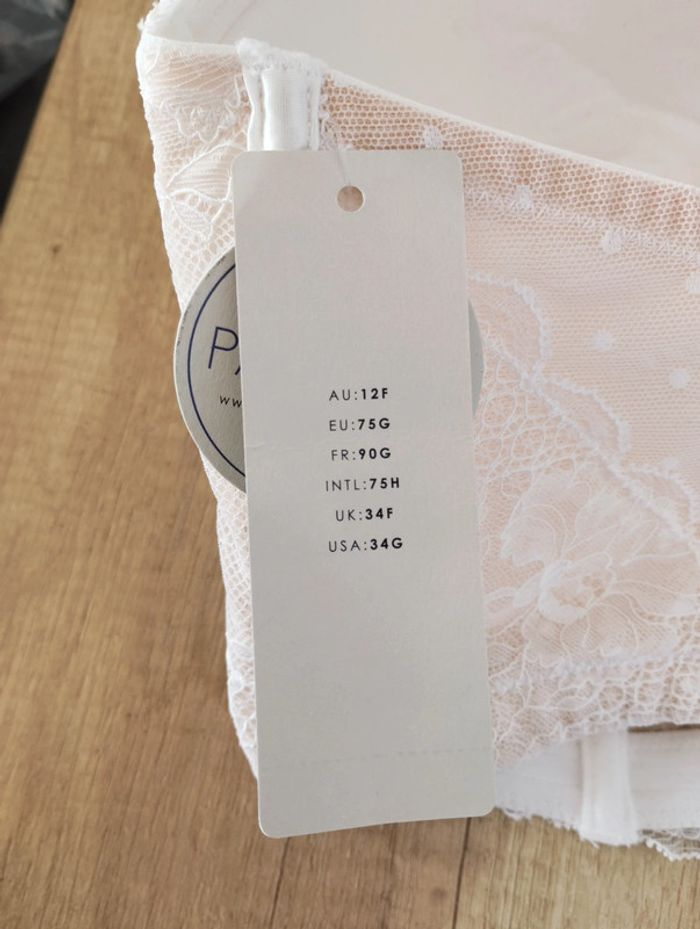 AU:12F
EU:75G
FR:90G
INTL:75H
UK:34F
USA:34G